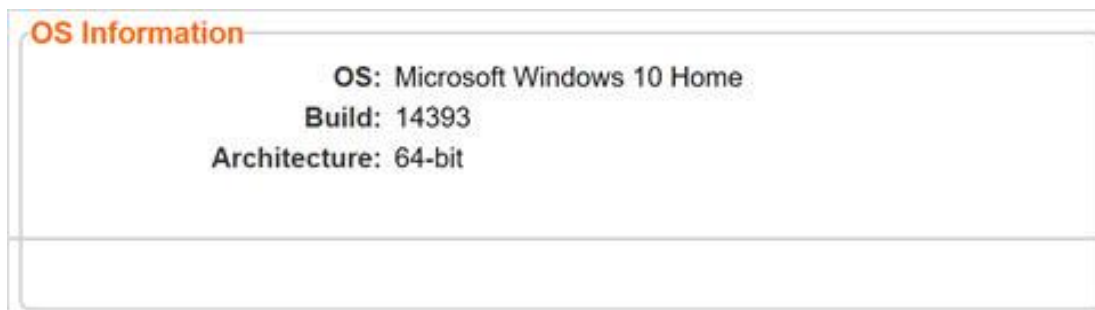 OS Information
OS: Microsoft Windows 10 Home
Build: 14393
Architecture: 64-bit